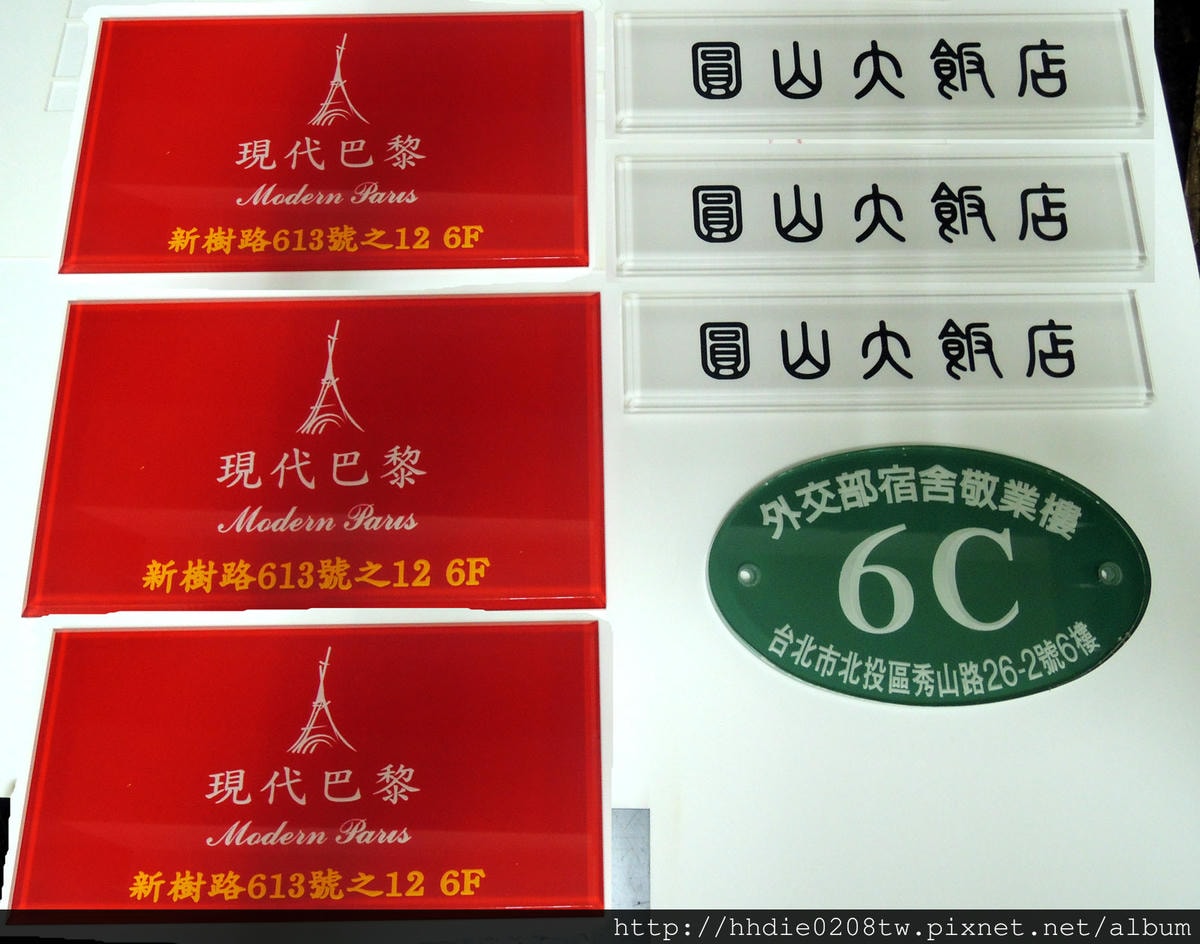 現代巴黎
Modern Paris
新樹路613號之12 6F
現代巴黎
Modern Paris
新樹路613號之12 6F
現代巴黎
Modern Paris
新樹路613號之12 6F
圓山大飯店
圓山大飯店
圓山大飯店
外交部宿舍敬業樓
6C
台北市北投區秀山路26-2號6樓
http://hhdie0208tw.pixnet.net/album